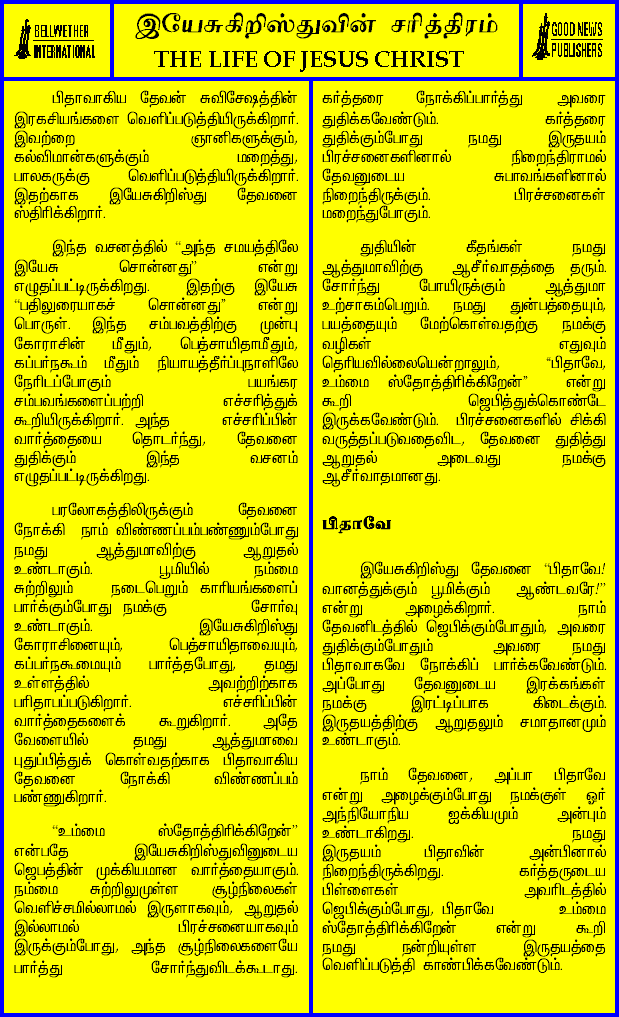 BELLWETHER
INTERNATIONAL
இயேசுகிறிஸ்துவின் சரித்திரம்
THE LIFE OF JESUS CHRIST
GOOD NEWS
PUBLISHERS
பிதாவாகிய தேவன் சுவிசேஷத்தின்
இரகசியங்களை வெளிப்படுத்தியிருக்கிறார்.
இவற்றை ஞானிகளுக்கும்,
கல்விமான்களுக்கும் மறைத்து,
பாலகருக்கு வெளிப்படுத்தியிருக்கிறார்.
இதற்காக இயேசுகிறிஸ்து தேவனை
ஸ்திரிக்கிறார்.
இந்த வசனத்தில் “அந்த சமயத்திலே
இயேசு சொன்னது” என்று
எழுதப்பட்டிருக்கிறது. இதற்கு இயேசு
“பதிலுரையாகச் சொன்னது” என்று
பொருள். இந்த சம்பவத்திற்கு முன்பு
கோராசின் மீதும், பெத்சாயிதாமீதும்,
கப்பர்நகூம் மீதும் நியாயத்தீர்ப்புநாளிலே
நேரிடப்போகும் பயங்கர
சம்பவங்களைப்பற்றி எச்சரித்துக்
கூறியிருக்கிறார். அந்த எச்சரிப்பின்
வார்த்தையை தொடர்ந்து, தேவனை
துதிக்கும் இந்த வசனம்
எழுதப்பட்டிருக்கிறது.
பரலோகத்திலிருக்கும் தேவனை
நோக்கி நாம் விண்ணப்பம்பண்ணும்போது
நமது ஆத்துமாவிற்கு ஆறுதல்
உண்டாகும். பூமியில் நம்மை
சுற்றிலும் நடைபெறும் காரியங்களைப்
பார்க்கும்போது நமக்கு சோர்வு
உண்டாகும். இயேசுகிறிஸ்து
கோராசினையும், பெத்சாயிதாவையும்,
கப்பர்நகூமையும் பார்த்தபோது, தமது
உள்ளத்தில் அவற்றிற்காக
பரிதாபப்படுகிறார். எச்சரிப்பின்
வார்த்தைகளைக் கூறுகிறார். அதே
வேளையில் தமது ஆத்துமாவை
புதுப்பித்துக் கொள்வதற்காக பிதாவாகிய
தேவனை நோக்கி விண்ணப்பம்
பண்ணுகிறார்.
“உம்மை ஸ்தோத்திரிக்கிறேன்”
என்பதே இயேசுகிறிஸ்துவினுடைய
ஜெபத்தின் முக்கியமான வார்த்தையாகும்.
நம்மை சுற்றிலுமுள்ள சூழ்நிலைகள்
வெளிச்சமில்லாமல் இருளாகவும், ஆறுதல்
இல்லாமல் பிரச்சனையாகவும்
இருக்கும்போது, அந்த சூழ்நிலைகளையே
பார்த்து சோர்ந்துவிடக்கூடாது.
கர்த்தரை நோக்கிப்பார்த்து அவரை
துதிக்கவேண்டும். கர்த்தரை
துதிக்கும்போது நமது இருதயம்
பிரச்சனைகளினால் நிறைந்திராமல்
தேவனுடைய சுபாவங்களினால்
நிறைந்திருக்கும். பிரச்சனைகள்
மறைந்துபோகும்.
துதியின் கீதங்கள் நமது
ஆத்துமாவிற்கு ஆசீர்வாதத்தை தரும்.
சோர்ந்து போயிருக்கும் ஆத்துமா
உற்சாகம்பெறும். நமது துன்பத்தையும்,
பயத்தையும் மேற்கொள்வதற்கு நமக்கு
வழிகள் எதுவும்
தெரியவில்லையென்றாலும், “பிதாவே,
உம்மை ஸ்தோத்திரிக்கிறேன்” என்று
கூறி ஜெபித்துக்கொண்டே
இருக்கவேண்டும். பிரச்சனைகளில் சிக்கி
வருத்தப்படுவதைவிட, தேவனை துதித்து
ஆறுதல் அடைவது நமக்கு
ஆசீர்வாதமானது.
பிதாவே
இயேசுகிறிஸ்து தேவனை “பிதாவே!
வானத்துக்கும் பூமிக்கும் ஆண்டவரே!”
என்று அழைக்கிறார். நாம்
தேவனிடத்தில் ஜெபிக்கும்போதும், அவரை
துதிக்கும்போதும் அவரை நமது
பிதாவாகவே நோக்கிப் பார்க்கவேண்டும்.
அப்போது தேவனுடைய இரக்கங்கள்
நமக்கு இரட்டிப்பாக கிடைக்கும்.
இருதயத்திற்கு ஆறுதலும் சமாதானமும்
உண்டாகும்.
நாம் தேவனை, அப்பா பிதாவே
என்று அழைக்கும்போது நமக்குள் ஓர்
அந்நியோநிய ஐக்கியமும் அன்பும்
உண்டாகிறது. நமது
இருதயம் பிதாவின் அன்பினால்
நிறைந்திருக்கிறது. கர்த்தருடைய
பிள்ளைகள் அவரிடத்தில்
ஜெபிக்கும்போது, பிதாவே உம்மை
ஸ்தோத்திரிக்கிறேன் என்று கூறி
நமது நன்றியுள்ள இருதயத்தை
வெளிப்படுத்தி காண்பிக்கவேண்டும்.